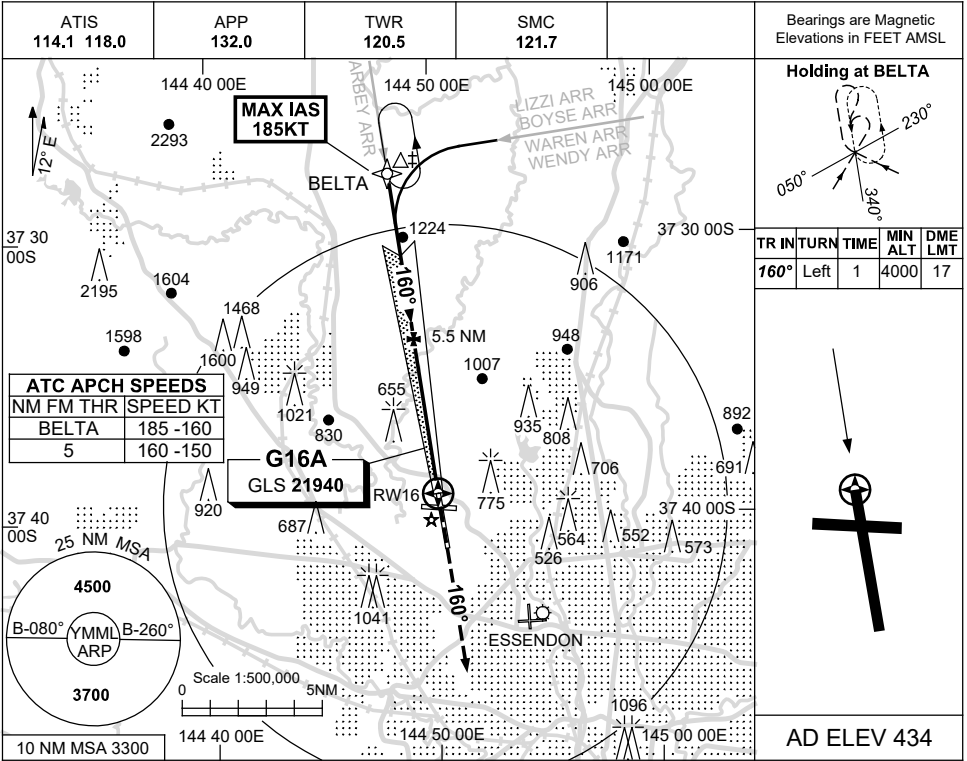 ATIS
114.1 118.0
APP
132.0
TWR
120.5
SMC
121.7
Bearings are Magnetic
Elevations in FEET AMSL
144 40 00E
144 50 00E
145 00 00E
ARBEY ARR
MAX IAS
185KT
LIZZI ARR
BOYSE ARR
WAREN ARR
WENDY ARR
12° E
2293
BELTA
37 30
00S
1224
37 30 00S
1171
2195
1604
160°
906
1468
1598
5.5 NM
948
1600
949
1007
1021
655
830
935
808
892
ATC APCH SPEEDS
NM FM THR SPEED KT
BELTA 185 -160
5 160 -150
G16A
GLS 21940
RW16
706
691
775
920
687
37 40 00S
37 40
00S
564
526
552
573
25 NM MSA
4500
B-080° YMML ARP B-260°
3700
1041
160°
ESSENDON
Scale 1:500,000
0 5NM
1096
10 NM MSA 3300
144 40 00E
144 50 00E
145 00 00E
Holding at BELTA
230°
050°
340°
TR IN TURN TIME MIN ALT DME LMT
160° Left 1 4000 17
AD ELEV 434